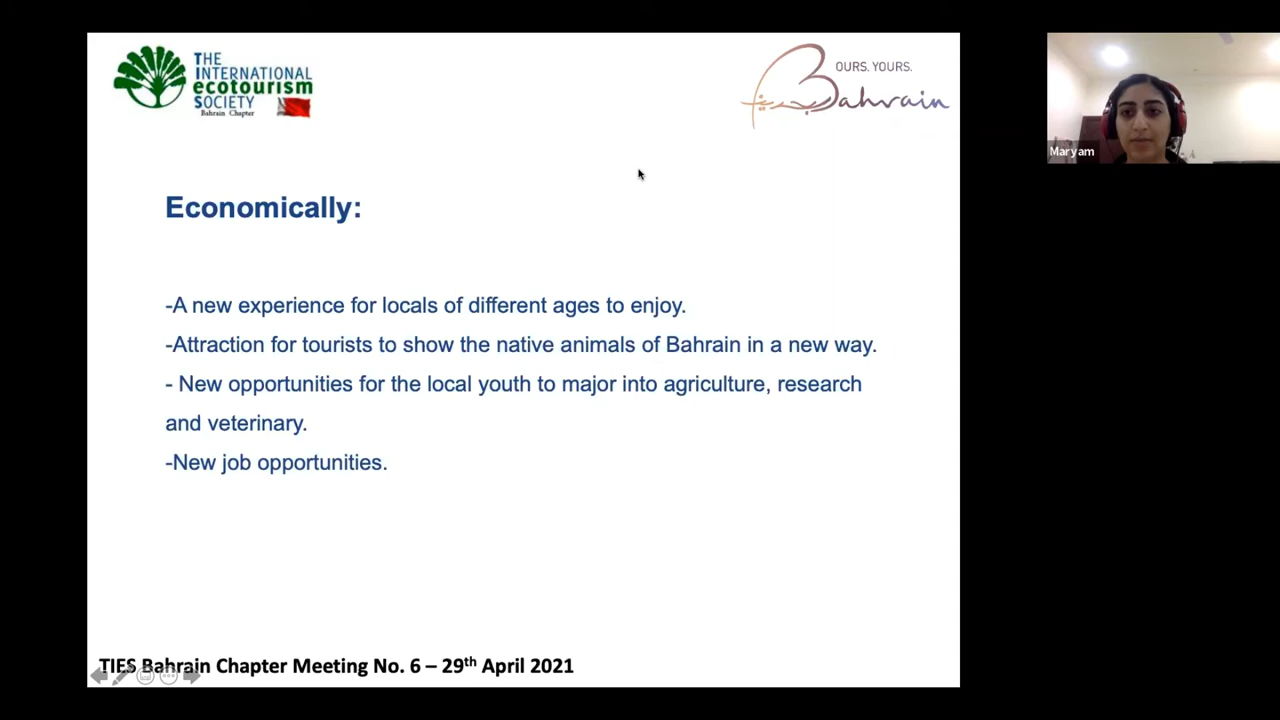 THE
INTERNATIONAL
ecotourism
SOCIETY
Bahrain Chapter
OURS. YOURS.
Bahrain
بحرين
Maryam
Economically:
-A new experience for locals of different ages to enjoy.
-Attraction for tourists to show the native animals of Bahrain in a new way.
- New opportunities for the local youth to major into agriculture, research
and veterinary.
-New job opportunities.
TIES Bahrain Chapter Meeting No. 6 – 29th April 2021